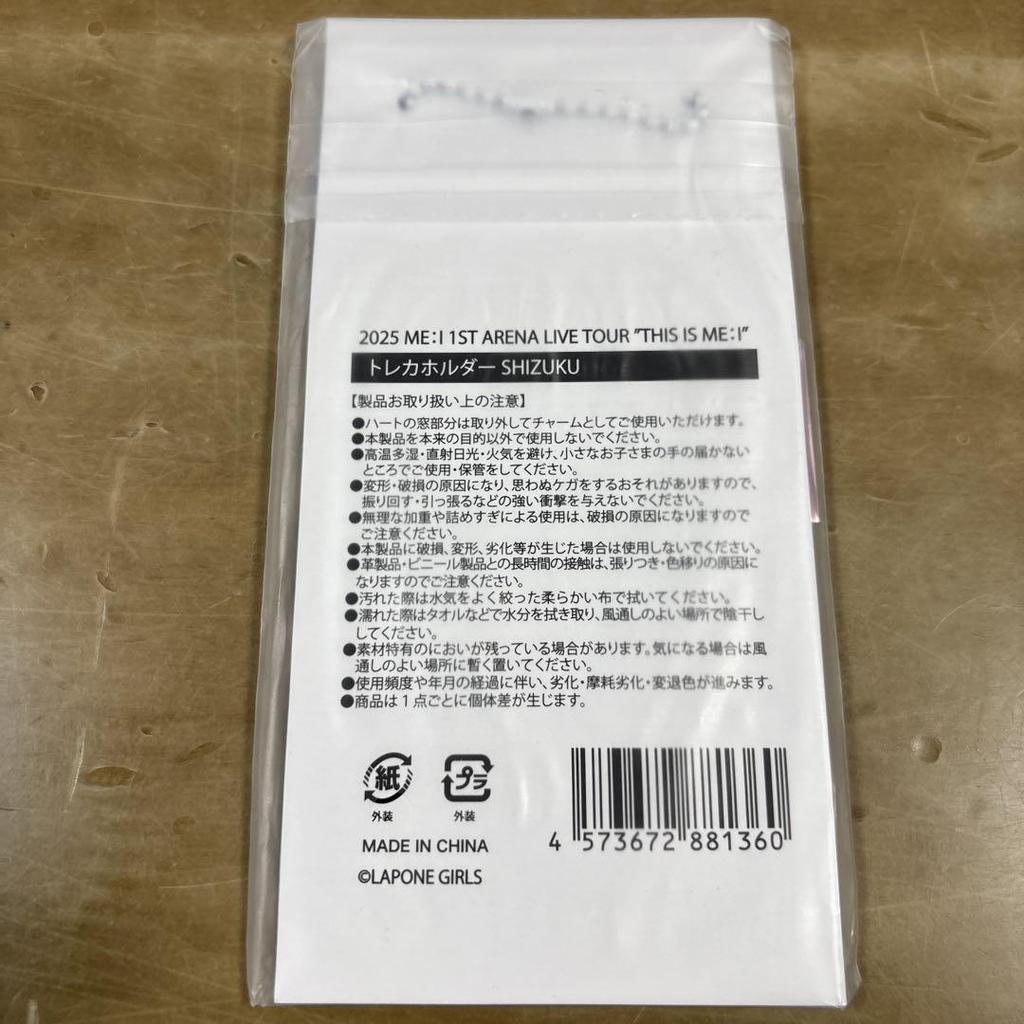 2025 ME:I 1ST ARENA LIVE TOUR "THIS IS ME:I"
トレカホルダー SHIZUKU
【製品お取り扱い上の注意】
●ハートの窓部分は取り外してチャームとしてご使用いただけます。
●本製品を本来の目的以外で使用しないでください。
●高温多湿・直射日光・火気を避け、小さなお子さまの手の届かない
ところでご使用・保管をしてください。
●変形・破損の原因になり、思わぬケガをするおそれがありますので、
振り回す・引っ張るなどの強い衝撃を与えないでください。
●無理な加重や詰めすぎによる使用は、破損の原因になりますので
ご注意ください。
●本製品に破損、変形、劣化等が生じた場合は使用しないでください。
●革製品・ビニール製品との長時間の接触は、張りつき・色移りの原因に
なりますのでご注意ください。
●汚れた際は水気をよく絞った柔らかい布で拭いてください。
●濡れた際はタオルなどで水分を拭き取り、風通しのよい場所で陰干し
してください。
●素材特有のにおいが残っている場合があります。気になる場合は風
通しのよい場所に暫く置いてください。
●使用頻度や年月の経過に伴い、劣化・摩耗劣化・変退色が進みます。
●商品は1点ごとに個体差が生じます。
紙 プラ
外装 外装
4 573672 881360
MADE IN CHINA
©LAPONE GIRLS